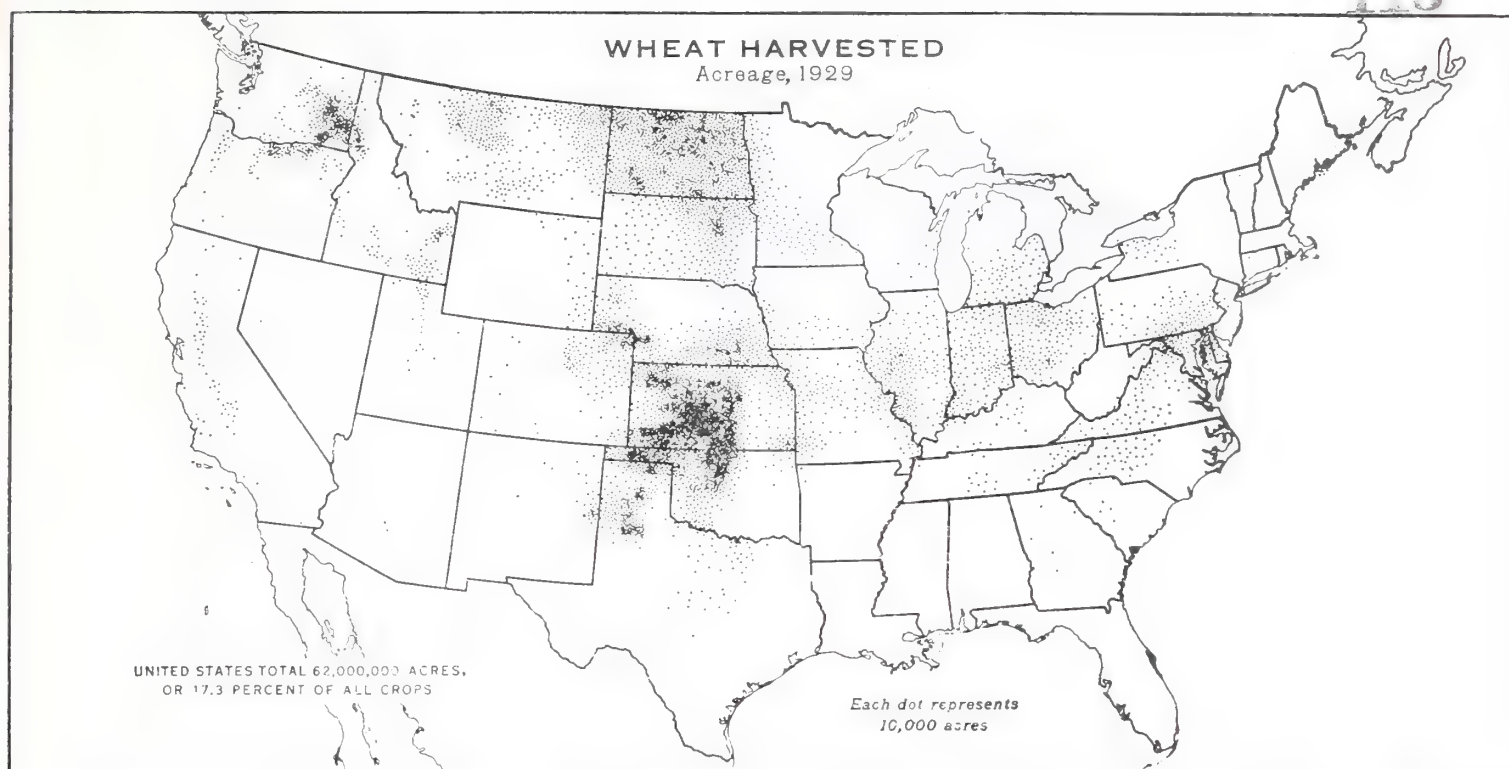 WHEAT HARVESTED
Acreage, 1929
UNITED STATES TOTAL 62,000,000 ACRES,
OR 17.3 PERCENT OF ALL CROPS
Each dot represents
10,000 acres